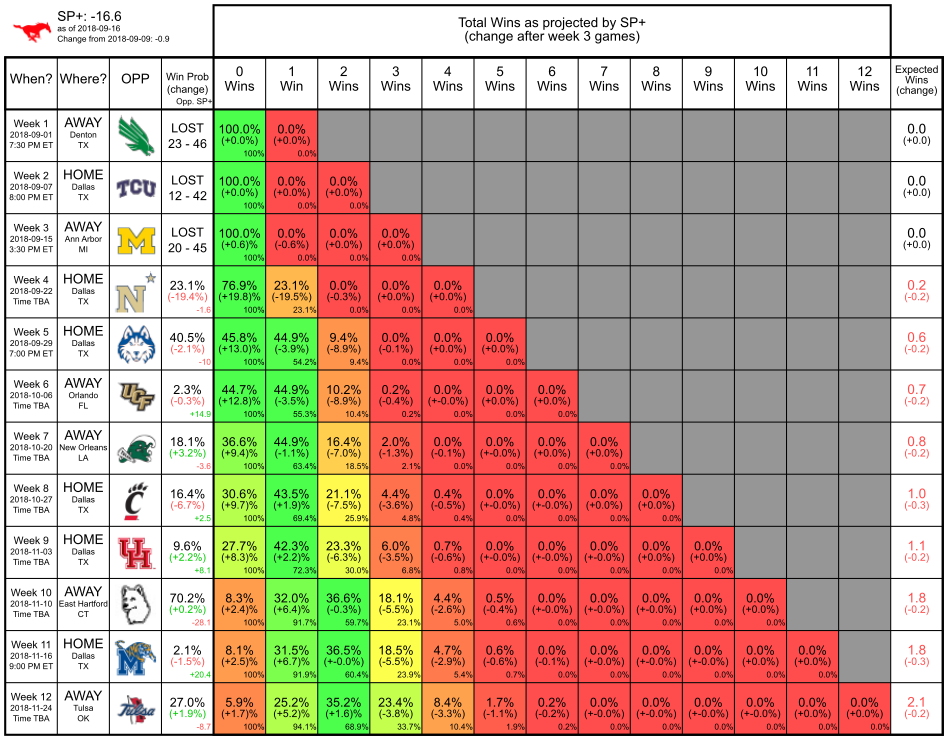 SP+: -16.6
as of 2018-09-16
Change from 2018-09-09: -0.9
Total Wins as projected by SP+
(change after week 3 games)
When? Where? OPP Win Prob (change) Opp. SP+ 0 Wins 1 Win 2 Wins 3 Wins 4 Wins 5 Wins 6 Wins 7 Wins 8 Wins 9 Wins 10 Wins 11 Wins 12 Wins Expected Wins (change)
Week 1 AWAY LOST 100.0% 0.0% 0.0
2018-09-01 Denton 23 - 46 (+0.0%) (+0.0%) (+0.0)
7:30 PM ET TX 100% 0.0%
Week 2 HOME TCU LOST 100.0% 0.0% 0.0% 0.0
2018-09-07 Dallas 12 - 42 (+0.0%) (+0.0%) (+0.0%) (+0.0)
8:00 PM ET TX 100% 0.0% 0.0%
Week 3 AWAY M LOST 100.0% 0.0% 0.0% 0.0% 0.0
2018-09-15 Ann Arbor 20 - 45 (+0.6)% (-0.6%) (+0.0%) (+0.0%) (+0.0)
3:30 PM ET MI 100% 0.0% 0.0% 0.0%
Week 4 HOME N 23.1% 76.9% 23.1% 0.0% 0.0% 0.0% 0.2
2018-09-22 Dallas (-19.4%) (+19.8)% (-19.5%) (-0.3%) (+0.0%) (+0.0%) (-0.2)
Time TBA TX -1.6 100% 23.1% 0.0% 0.0% 0.0%
Week 5 HOME 40.5% 45.8% 44.9% 9.4% 0.0% 0.0% 0.0% 0.6
2018-09-29 Dallas (-2.1%) (+13.0)% (-3.9%) (-8.9%) (-0.1%) (+0.0%) (+0.0%) (-0.2)
7:00 PM ET TX -10 100% 54.2% 9.4% 0.0% 0.0% 0.0%
Week 6 AWAY UCF 2.3% 44.7% 44.9% 10.2% 0.2% 0.0% 0.0% 0.0% 0.7
2018-10-06 Orlando (-0.3%) (+12.8)% (-3.5%) (-8.9%) (-0.4%) (+-0.0%) (+0.0%) (+0.0%) (-0.2)
Time TBA FL +14.9 100% 55.3% 10.4% 0.2% 0.0% 0.0% 0.0%
Week 7 AWAY 18.1% 36.6% 44.9% 16.4% 2.0% 0.0% 0.0% 0.0% 0.0% 0.8
2018-10-20 New Orleans (+3.2%) (+9.4)% (-1.1%) (-7.0%) (-1.3%) (-0.1%) (+-0.0%) (+0.0%) (+0.0%) (-0.2)
Time TBA LA -3.6 100% 63.4% 18.5% 2.1% 0.0% 0.0% 0.0% 0.0%
Week 8 HOME C 16.4% 30.6% 43.5% 21.1% 4.4% 0.4% 0.0% 0.0% 0.0% 0.0% 1.0
2018-10-27 Dallas (-6.7%) (+9.7)% (+1.9%) (-7.5%) (-3.6%) (-0.5%) (+-0.0%) (+-0.0%) (+0.0%) (+0.0%) (-0.3)
Time TBA TX +2.5 100% 69.4% 25.9% 4.8% 0.4% 0.0% 0.0% 0.0% 0.0%
Week 9 HOME UH 9.6% 27.7% 42.3% 23.3% 6.0% 0.7% 0.0% 0.0% 0.0% 0.0% 0.0% 1.1
2018-11-03 Dallas (+2.2%) (+8.3)% (+2.2%) (-6.3%) (-3.5%) (-0.6%) (+-0.0%) (+-0.0%) (+-0.0%) (+0.0%) (+0.0%) (-0.2)
Time TBA TX +8.1 100% 72.3% 30.0% 6.8% 0.8% 0.0% 0.0% 0.0% 0.0% 0.0%
Week 10 AWAY 70.2% 8.3% 32.0% 36.6% 18.1% 4.4% 0.5% 0.0% 0.0% 0.0% 0.0% 0.0% 1.8
2018-11-10 East Hartford (+0.2%) (+2.4%) (+6.4%) (-0.3%) (-5.5%) (-2.6%) (-0.4%) (+-0.0%) (+-0.0%) (+-0.0%) (+0.0%) (+0.0%) (-0.2)
Time TBA CT -28.1 100% 91.7% 59.7% 23.1% 5.0% 0.6% 0.0% 0.0% 0.0% 0.0% 0.0%
Week 11 HOME M 2.1% 8.1% 31.5% 36.5% 18.5% 4.7% 0.6% 0.0% 0.0% 0.0% 0.0% 0.0% 0.0% 1.8
2018-11-16 Dallas (-1.5%) (+2.5%) (+6.7%) (+-0.0%) (-5.5%) (-2.9%) (-0.6%) (-0.1%) (+-0.0%) (+-0.0%) (+-0.0%) (+0.0%) (+0.0%) (-0.3)
9:00 PM ET TX +20.4 100% 91.9% 60.4% 23.9% 5.4% 0.7% 0.0% 0.0% 0.0% 0.0% 0.0% 0.0%
Week 12 AWAY Tulsa 27.0% 5.9% 25.2% 35.2% 23.4% 8.4% 1.7% 0.2% 0.0% 0.0% 0.0% 0.0% 0.0% 0.0% 2.1
2018-11-24 Tulsa (+1.9%) (+1.7%) (+5.2%) (+1.6%) (-3.8%) (-3.3%) (-1.1%) (-0.2%) (+-0.0%) (+-0.0%) (+-0.0%) (+-0.0%) (+0.0%) (+0.0%) (-0.2)
Time TBA OK -8.7 100% 94.1% 68.9% 33.7% 10.4% 1.9% 0.2% 0.0% 0.0% 0.0% 0.0% 0.0% 0.0%